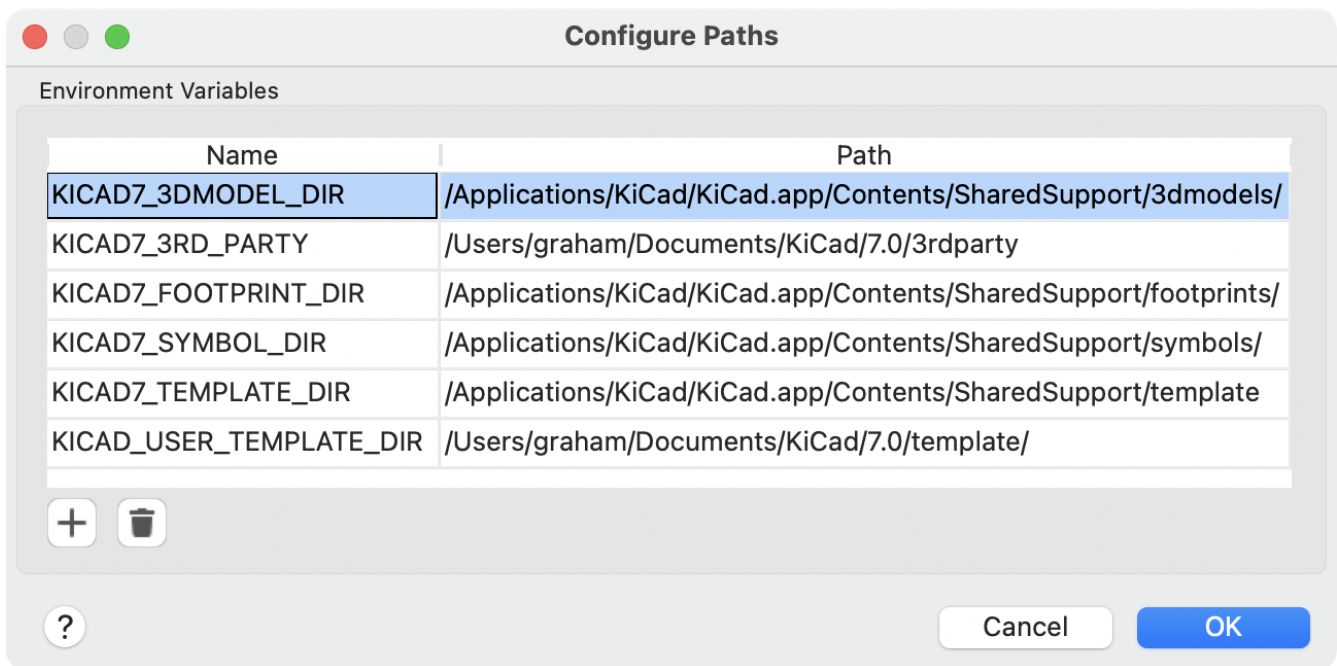 Configure Paths
Environment Variables
Name Path
KICAD7_3DMODEL_DIR /Applications/KiCad/KiCad.app/Contents/SharedSupport/3dmodels/
KICAD7_3RD_PARTY /Users/graham/Documents/KiCad/7.0/3rdparty
KICAD7_FOOTPRINT_DIR /Applications/KiCad/KiCad.app/Contents/SharedSupport/footprints/
KICAD7_SYMBOL_DIR /Applications/KiCad/KiCad.app/Contents/SharedSupport/symbols/
KICAD7_TEMPLATE_DIR /Applications/KiCad/KiCad.app/Contents/SharedSupport/template
KICAD_USER_TEMPLATE_DIR /Users/graham/Documents/KiCad/7.0/template/
? Cancel OK